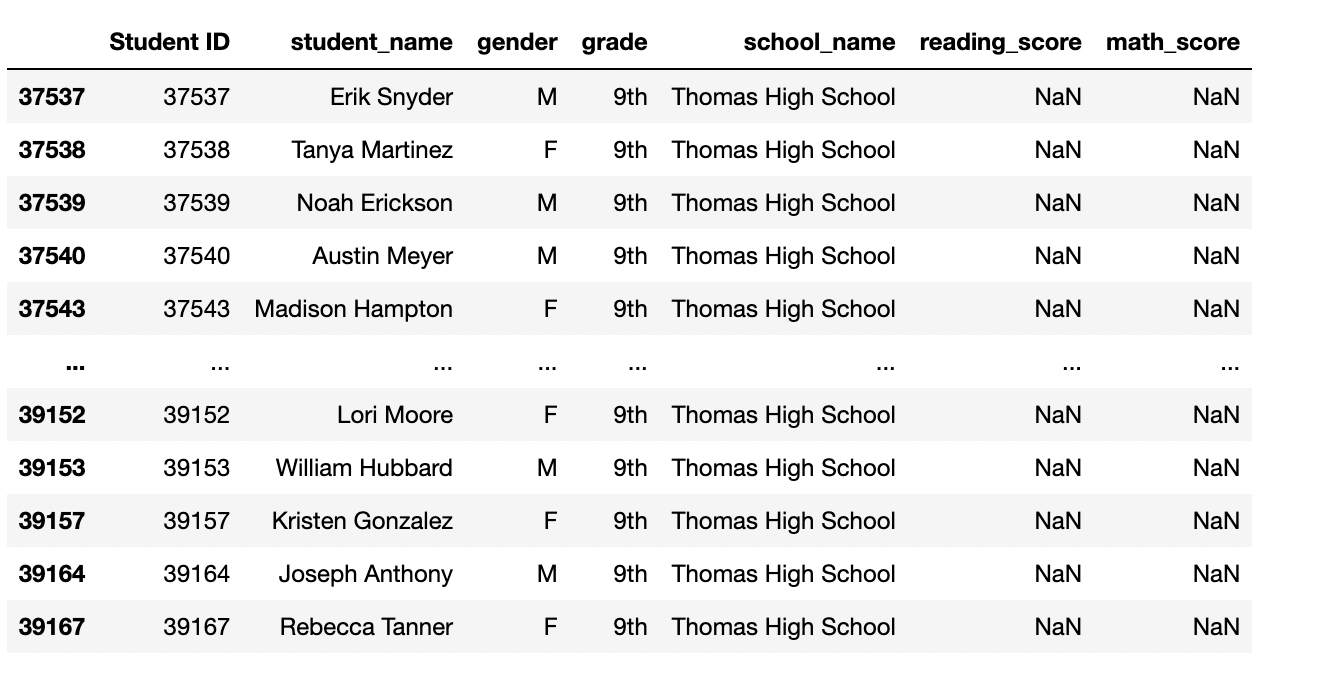 Student ID student_name gender grade school_name reading_score math_score
37537 37537 Erik Snyder M 9th Thomas High School NaN NaN
37538 37538 Tanya Martinez F 9th Thomas High School NaN NaN
37539 37539 Noah Erickson M 9th Thomas High School NaN NaN
37540 37540 Austin Meyer M 9th Thomas High School NaN NaN
37543 37543 Madison Hampton F 9th Thomas High School NaN NaN
... ... ... ... ... ... ... ...
39152 39152 Lori Moore F 9th Thomas High School NaN NaN
39153 39153 William Hubbard M 9th Thomas High School NaN NaN
39157 39157 Kristen Gonzalez F 9th Thomas High School NaN NaN
39164 39164 Joseph Anthony M 9th Thomas High School NaN NaN
39167 39167 Rebecca Tanner F 9th Thomas High School NaN NaN